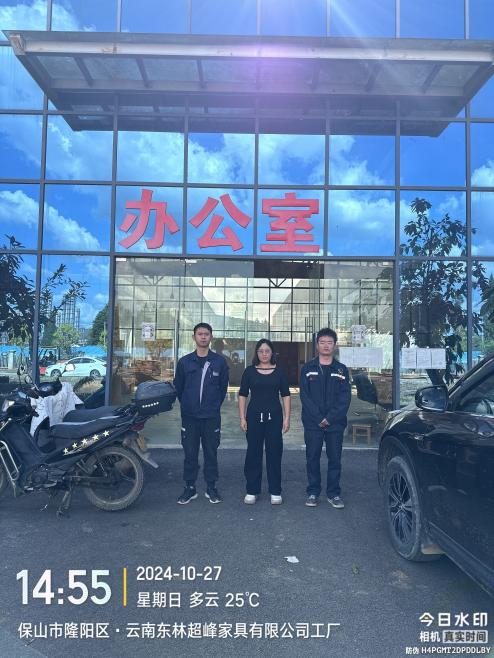 办公室
14:55
2024-10-27
星期日 多云 25℃
保山市隆阳区·云南东林超峰家具有限公司工厂
今日水印
相机 真实时间
防伪 H4PGMT2DPDDLBY